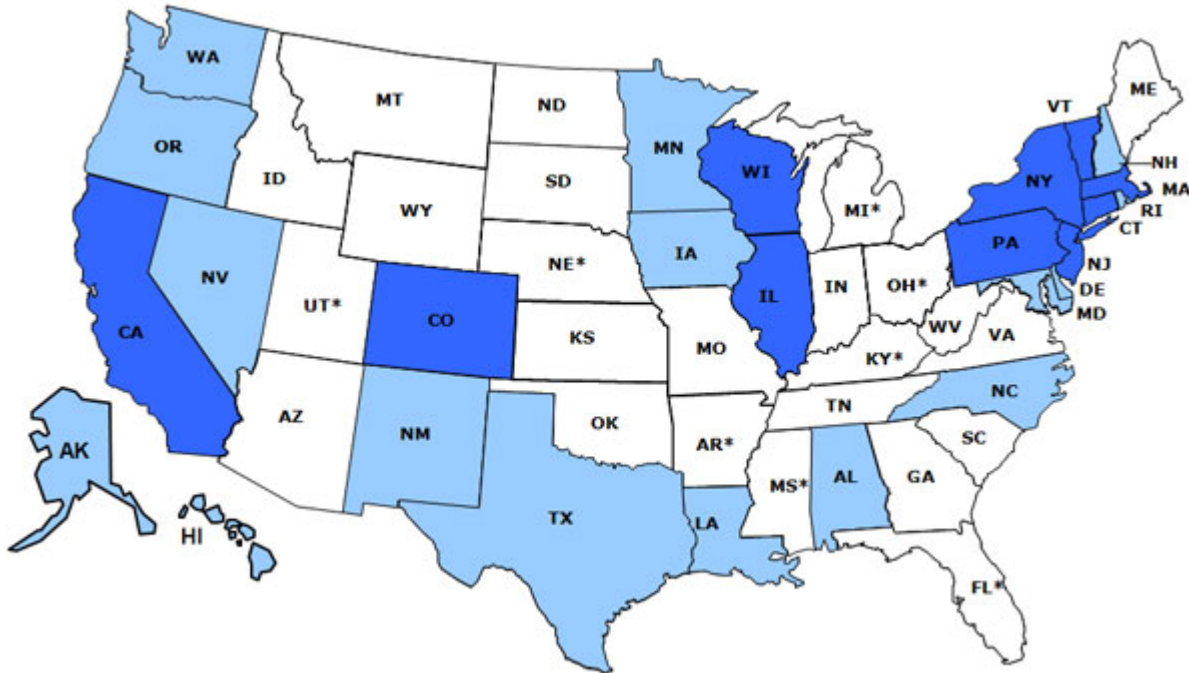 WA
MT
ND
MN
ME
VT
NH
OR
ID
SD
WI
NY
MA
WY
MI*
RI
CT
NV
NE*
IA
PA
NJ
UT*
CO
IL
IN
OH*
DE
MD
CA
KS
MO
KY*
WV
VA
AZ
NM
OK
AR*
TN
NC
SC
AK
HI
TX
LA
MS*
AL
GA
FL*